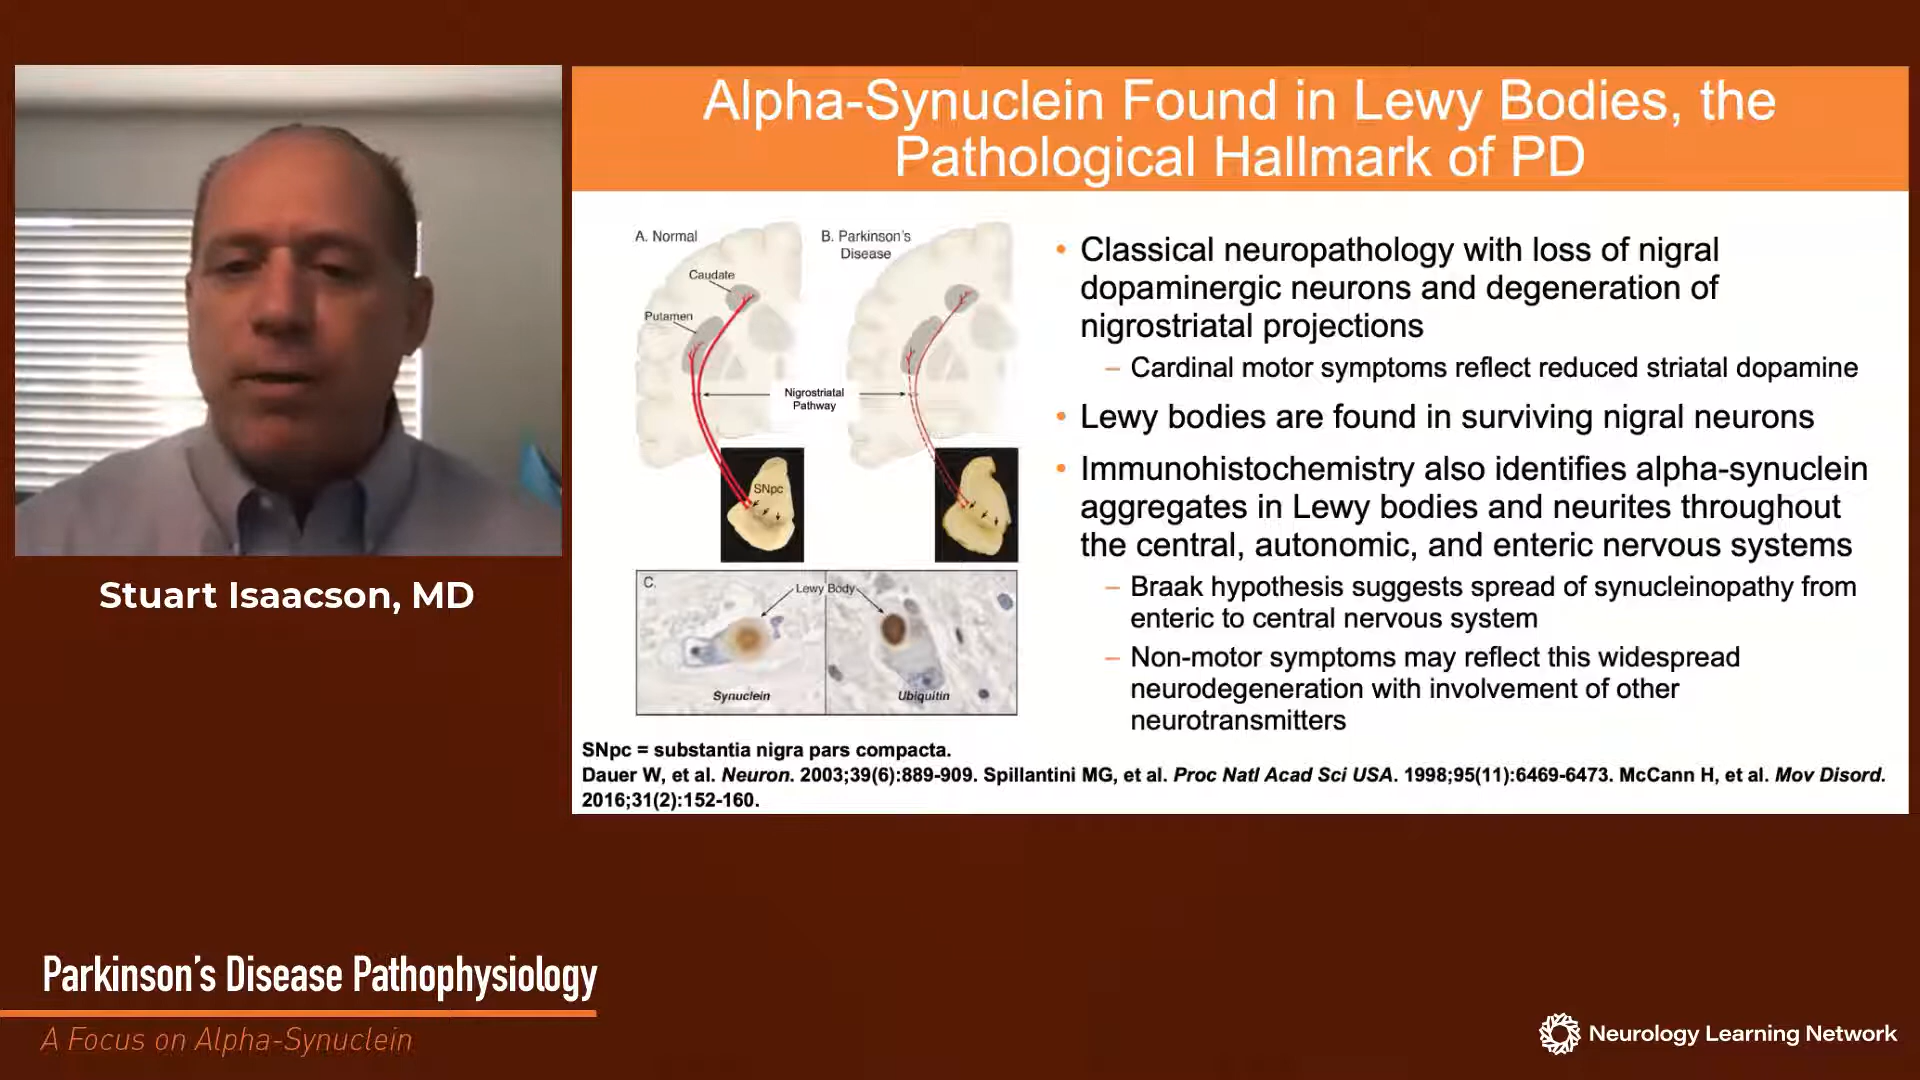 Alpha-Synuclein Found in Lewy Bodies, the
Pathological Hallmark of PD
A. Normal
B. Parkinson's
Disease
Caudate
Putamen
Nigrostriatal
Pathway
SNpc
C.
Lewy Body
Synuclein
Ubiquitin
• Classical neuropathology with loss of nigral
dopaminergic neurons and degeneration of
nigrostriatal projections
– Cardinal motor symptoms reflect reduced striatal dopamine
• Lewy bodies are found in surviving nigral neurons
• Immunohistochemistry also identifies alpha-synuclein
aggregates in Lewy bodies and neurites throughout
the central, autonomic, and enteric nervous systems
– Braak hypothesis suggests spread of synucleinopathy from
enteric to central nervous system
– Non-motor symptoms may reflect this widespread
neurodegeneration with involvement of other
neurotransmitters
SNpc = substantia nigra pars compacta.
Dauer W, et al. Neuron. 2003;39(6):889-909. Spillantini MG, et al. Proc Natl Acad Sci USA. 1998;95(11):6469-6473. McCann H, et al. Mov Disord.
2016;31(2):152-160.
Stuart Isaacson, MD
Parkinson's Disease Pathophysiology
A Focus on Alpha-Synuclein
Neurology Learning Network